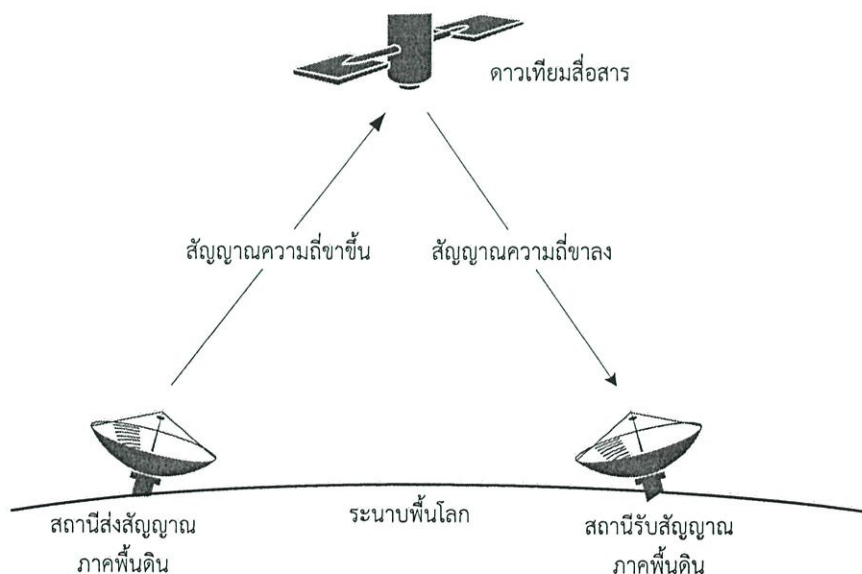 ดาวเทียมสื่อสาร
สัญญาณความถี่ขาขึ้น
สัญญาณความถี่ขาลง
สถานีส่งสัญญาณ
ภาคพื้นดิน
ระนาบพื้นโลก
สถานีรับสัญญาณ
ภาคพื้นดิน